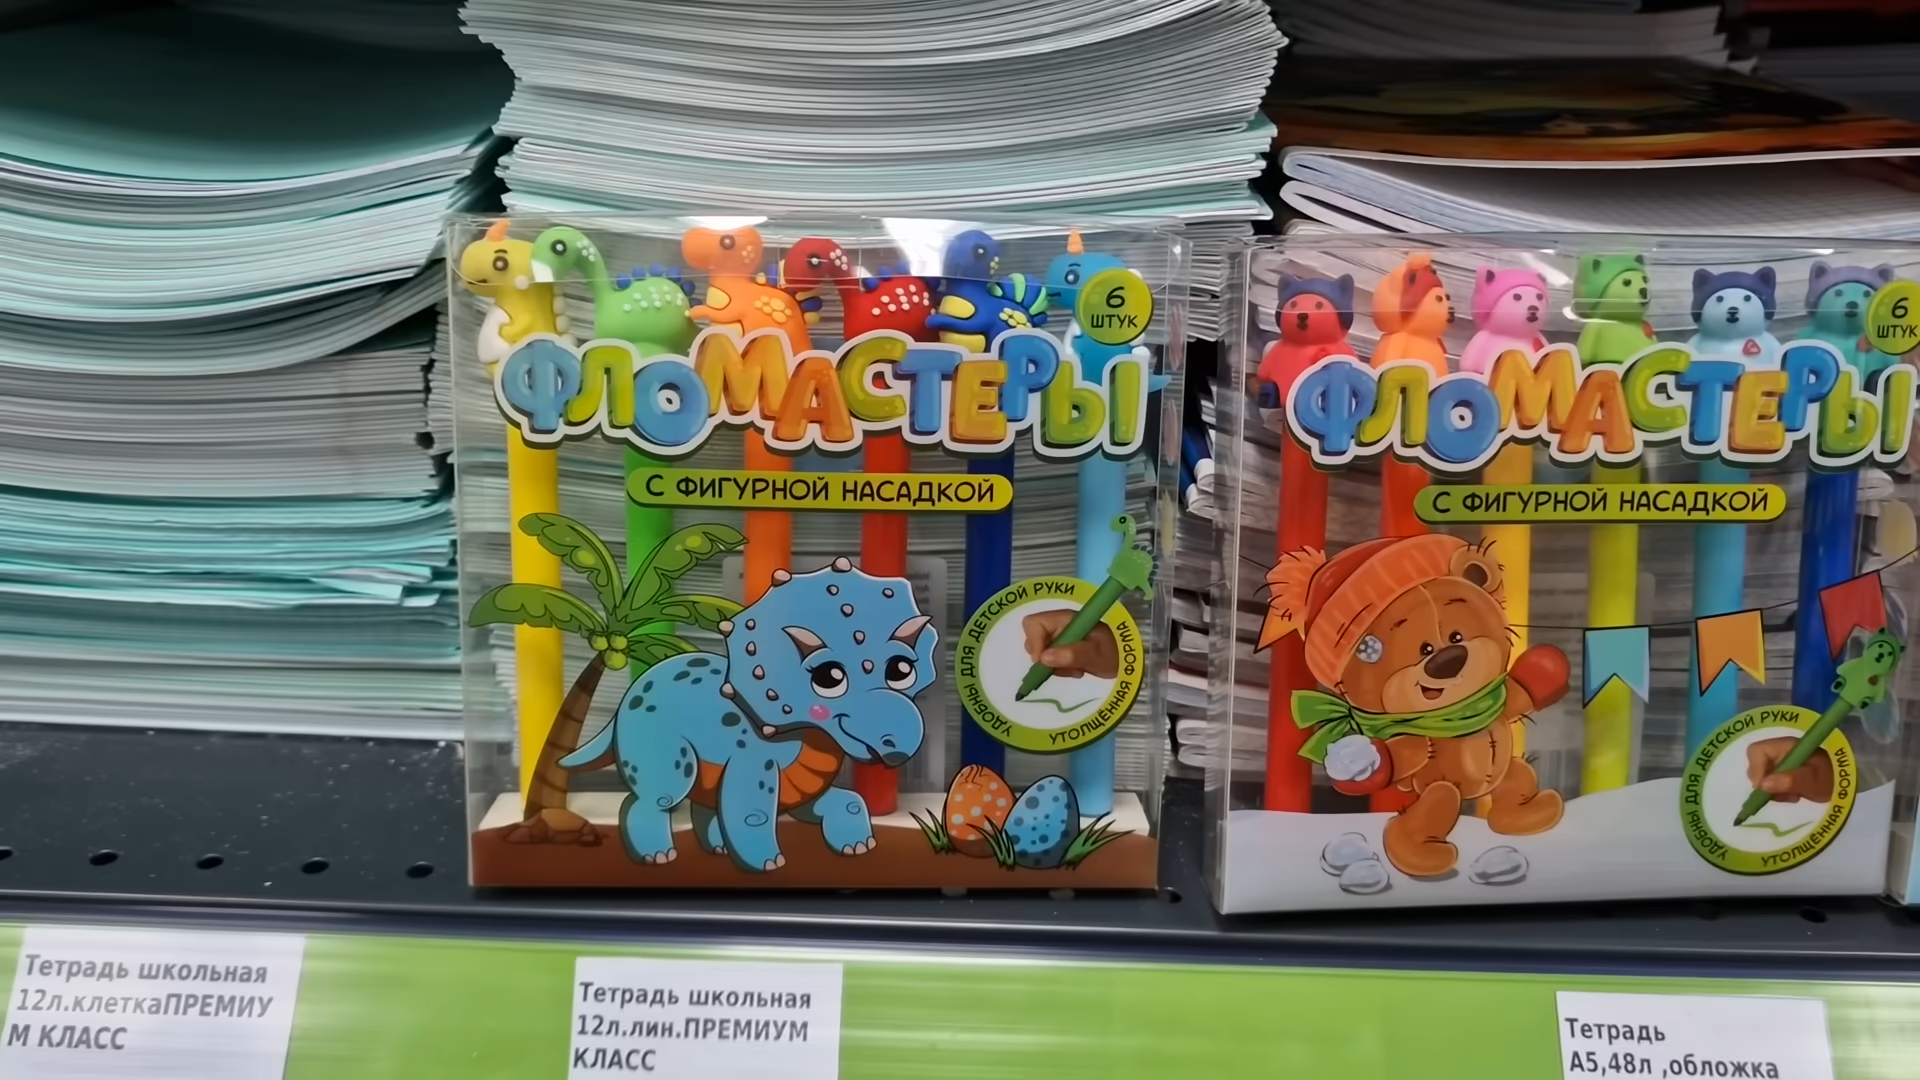 6
ШТУК
ФЛОМАСТЕРЫ
С ФИГУРНОЙ НАСАДКОЙ
УДОБНЫ ДЛЯ ДЕТСКОЙ РУКИ
УТОЛЩЁННАЯ ФОРМА
6
ШТУК
ФЛОМАСТЕРЫ
С ФИГУРНОЙ НАСАДКОЙ
УДОБНЫ ДЛЯ ДЕТСКОЙ РУКИ
УТОЛЩЁННАЯ ФОРМА
Тетрадь школьная
12л.клеткаПРЕМИУ
М КЛАСС
Тетрадь школьная
12л.лин.ПРЕМИУМ
КЛАСС
Тетрадь
А5,48л ,обложка